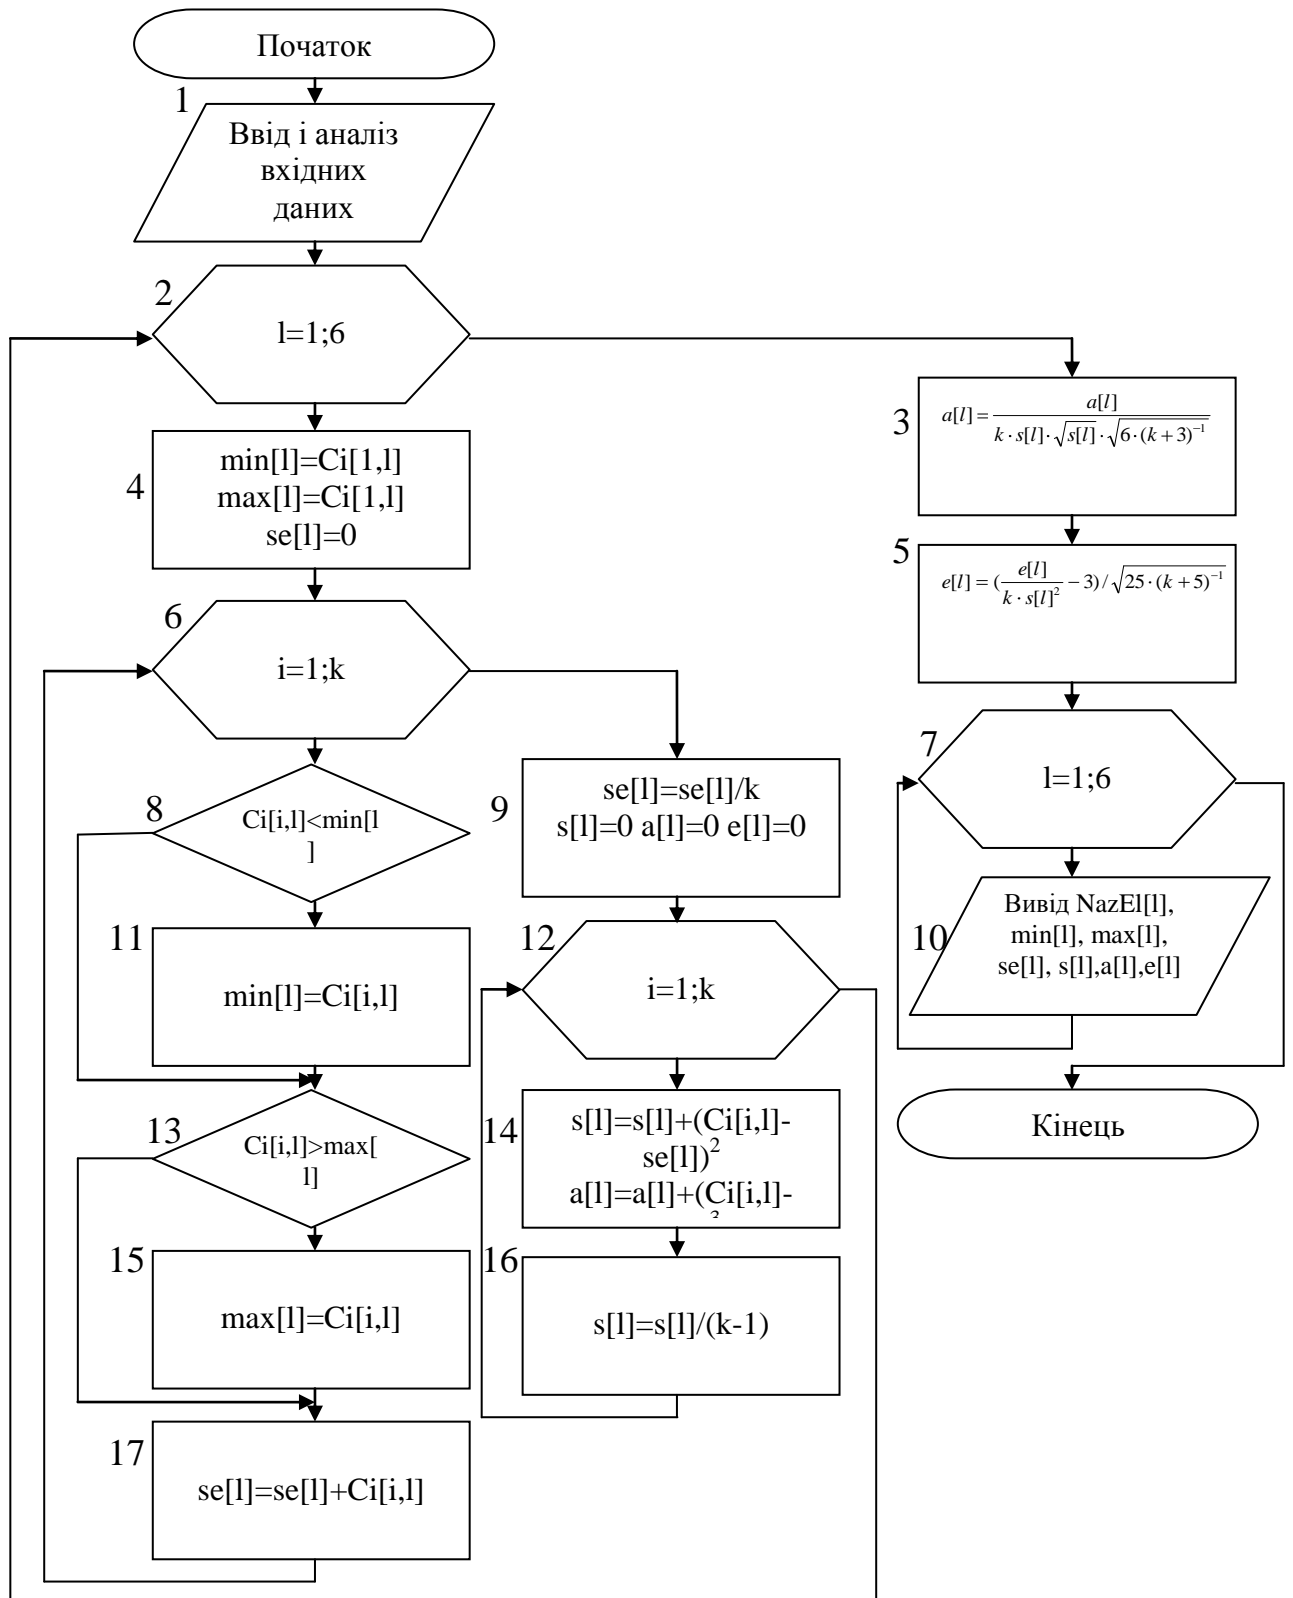 Початок
1
Ввід і аналіз
вхідних
даних
2
l=1;6
3
a[l] = a[l] / (k · s[l] · √s[l] · √(6 · (k + 3)⁻¹))
4
min[l]=Ci[1,l]
max[l]=Ci[1,l]
se[l]=0
5
e[l] = (e[l] / (k · s[l]²) − 3) / √(25 · (k + 5)⁻¹)
6
i=1;k
7
l=1;6
8
Ci[i,l]<min[l
]
9
se[l]=se[l]/k
s[l]=0 a[l]=0 e[l]=0
10
Вивід NazEl[l],
min[l], max[l],
se[l], s[l],a[l],e[l]
11
min[l]=Ci[i,l]
12
i=1;k
13
Ci[i,l]>max[
l]
14
s[l]=s[l]+(Ci[i,l]-
se[l])²
a[l]=a[l]+(Ci[i,l]-
Кінець
15
max[l]=Ci[i,l]
16
s[l]=s[l]/(k-1)
17
se[l]=se[l]+Ci[i,l]